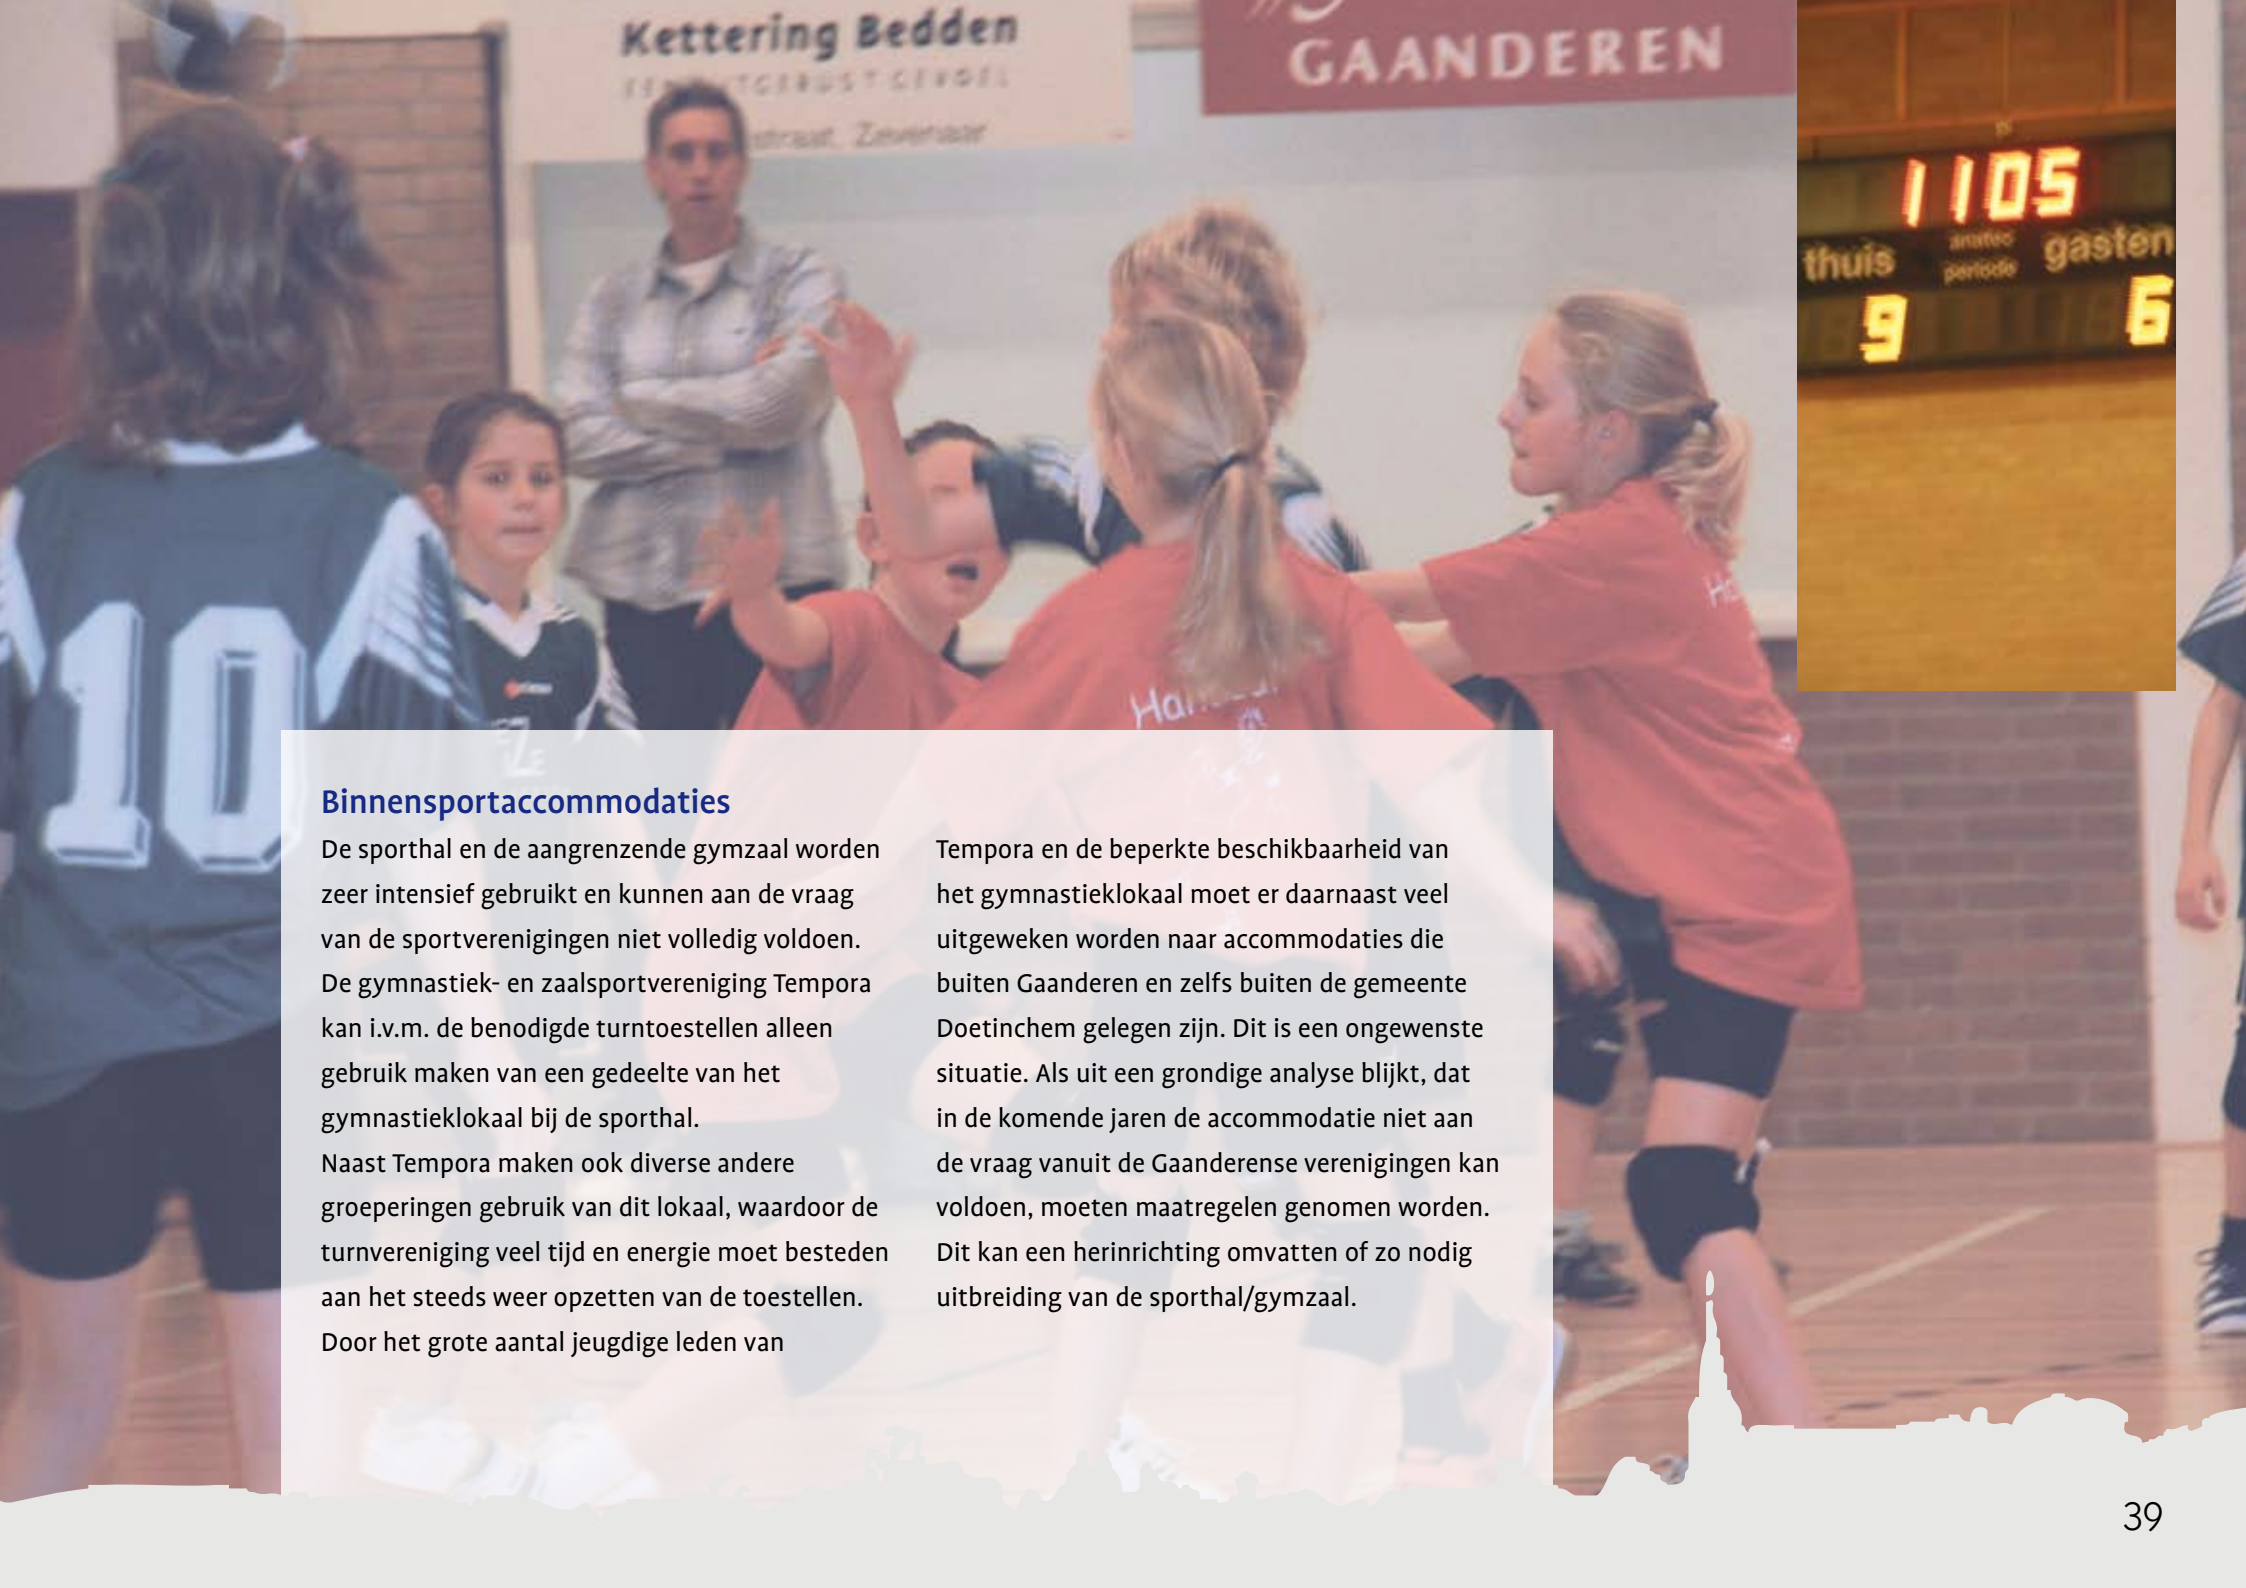 Kettering Bedden
straat, Zevenaar
GAANDEREN
1105
thuis
anatec
gasten
periode
9
6
10
Binnensportaccommodaties
De sporthal en de aangrenzende gymzaal worden
zeer intensief gebruikt en kunnen aan de vraag
van de sportverenigingen niet volledig voldoen.
De gymnastiek- en zaalsportvereniging Tempora
kan i.v.m. de benodigde turntoestellen alleen
gebruik maken van een gedeelte van het
gymnastieklokaal bij de sporthal.
Naast Tempora maken ook diverse andere
groeperingen gebruik van dit lokaal, waardoor de
turnvereniging veel tijd en energie moet besteden
aan het steeds weer opzetten van de toestellen.
Door het grote aantal jeugdige leden van
Tempora en de beperkte beschikbaarheid van
het gymnastieklokaal moet er daarnaast veel
uitgeweken worden naar accommodaties die
buiten Gaanderen en zelfs buiten de gemeente
Doetinchem gelegen zijn. Dit is een ongewenste
situatie. Als uit een grondige analyse blijkt, dat
in de komende jaren de accommodatie niet aan
de vraag vanuit de Gaanderense verenigingen kan
voldoen, moeten maatregelen genomen worden.
Dit kan een herinrichting omvatten of zo nodig
uitbreiding van de sporthal/gymzaal.
39